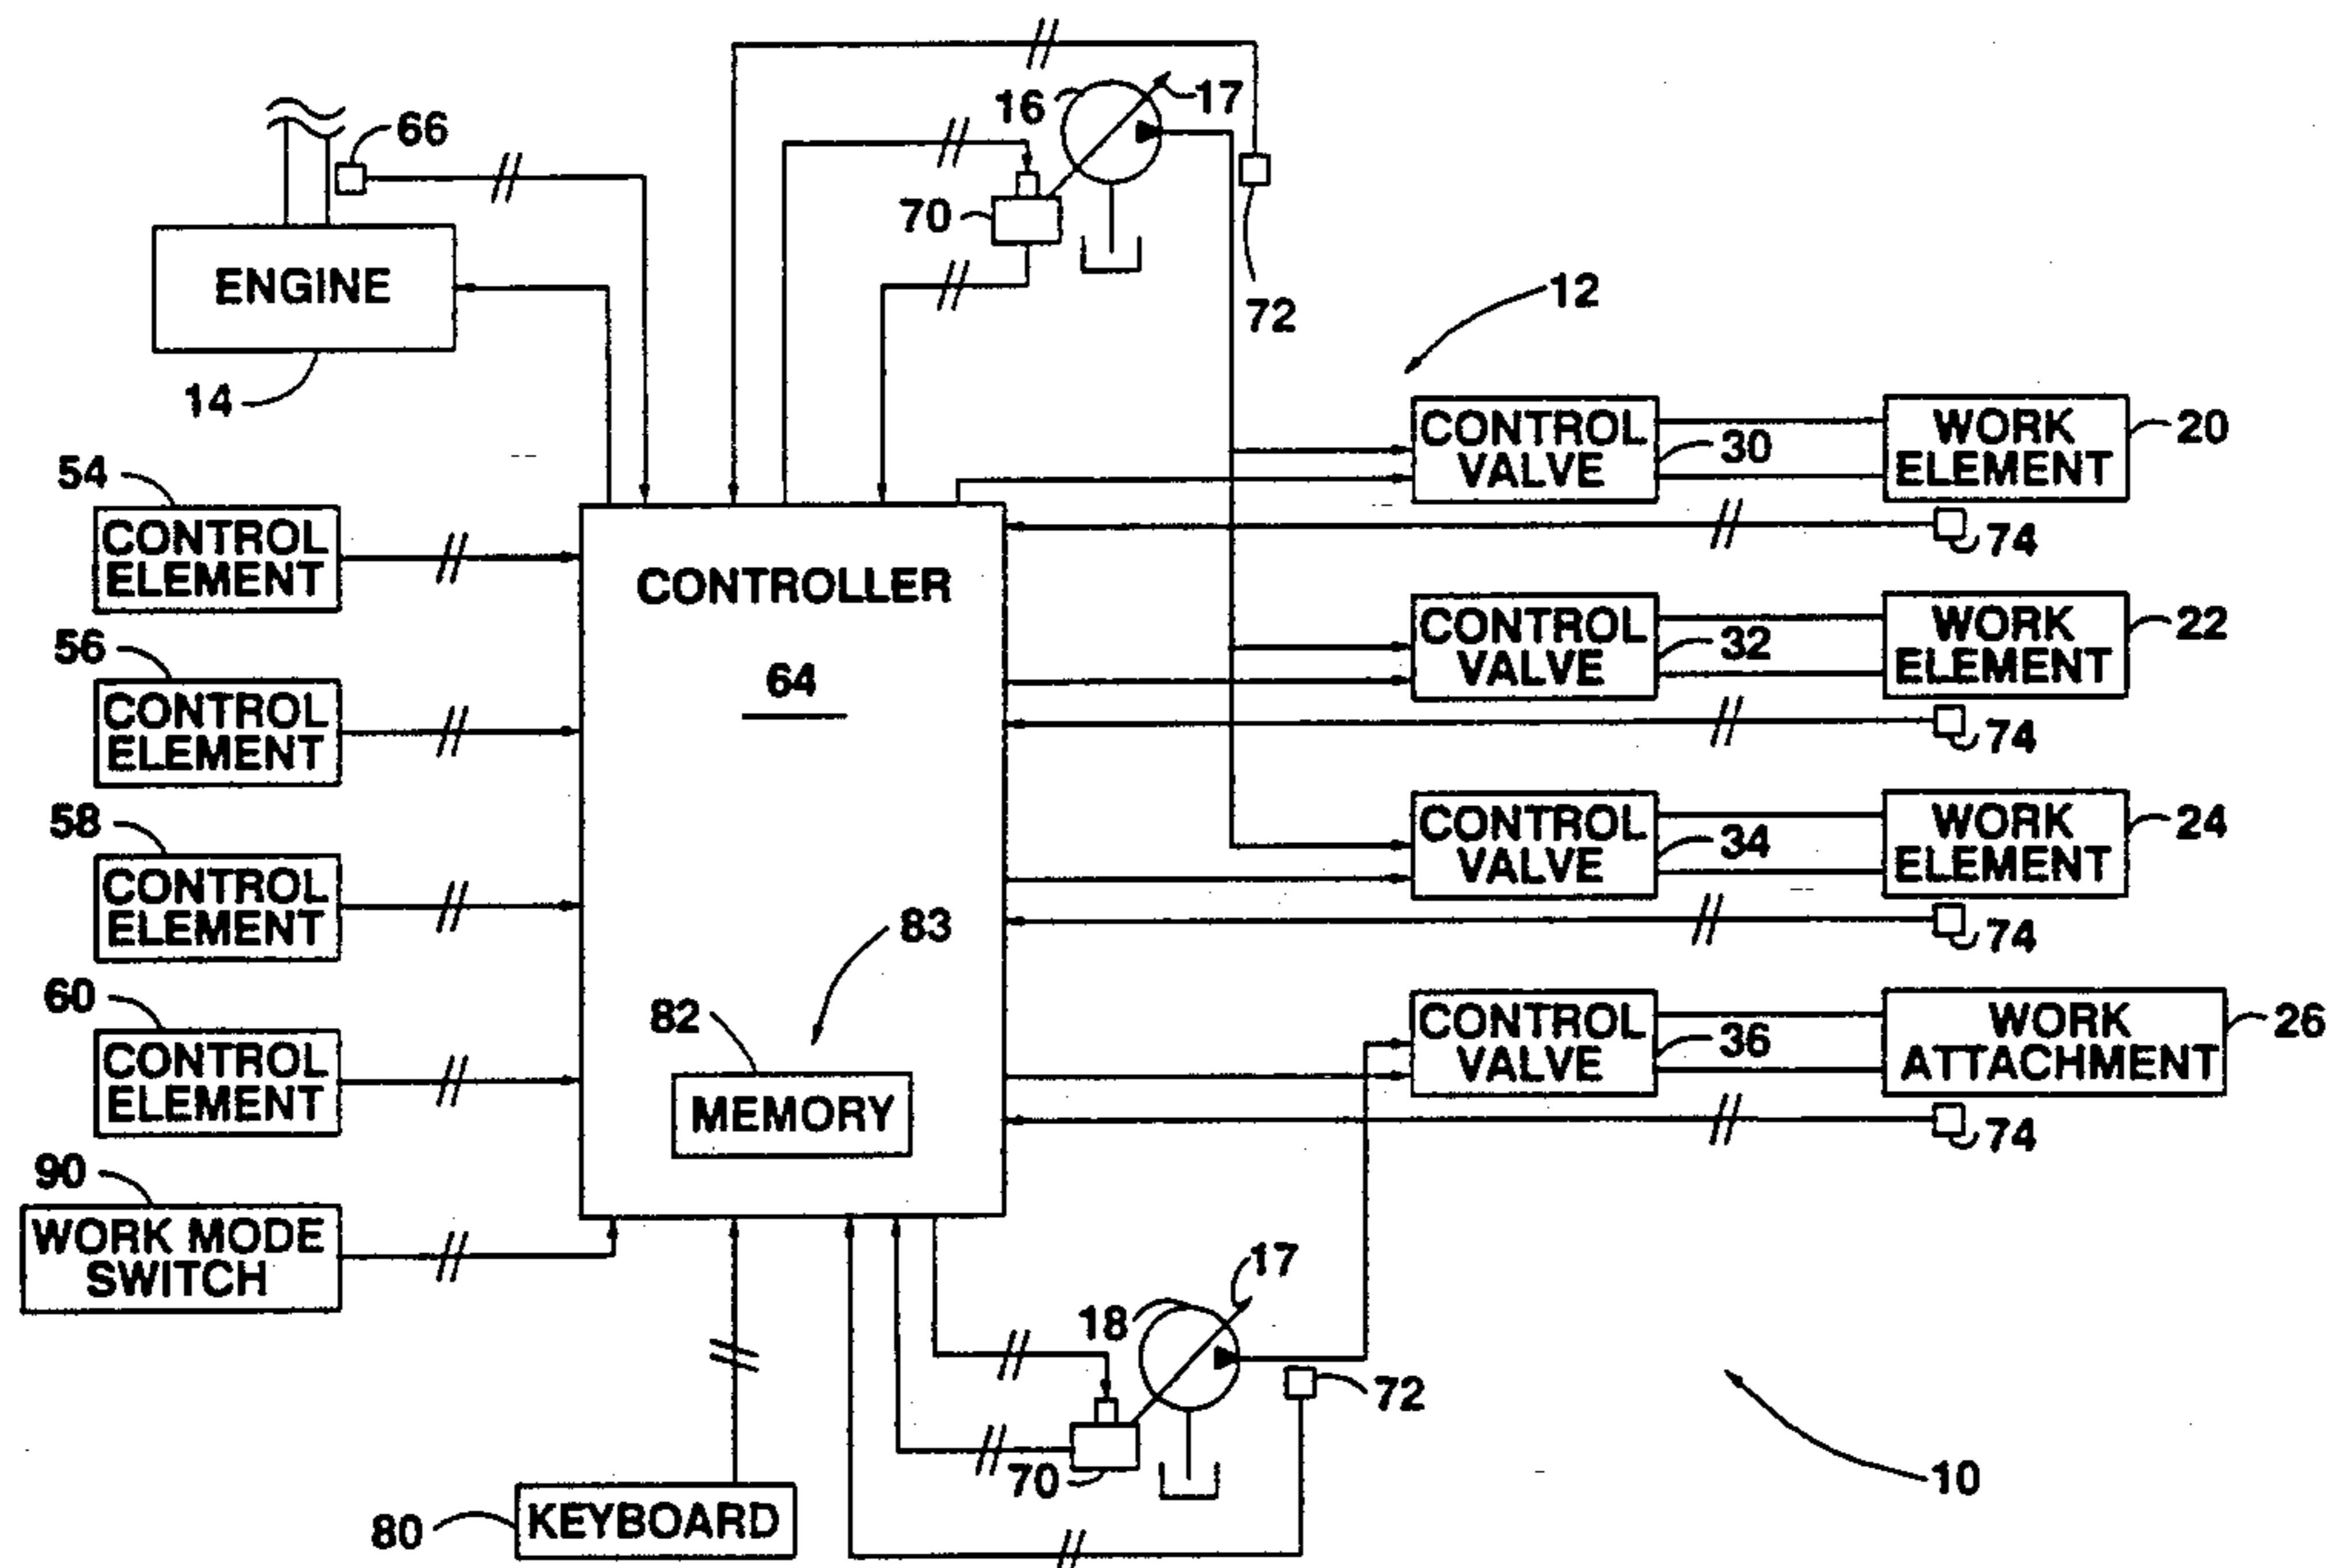 16
17
66
70
72
ENGINE
14
12
CONTROL
VALVE
30
WORK
ELEMENT
20
74
54
CONTROL
ELEMENT
CONTROLLER
64
CONTROL
VALVE
32
WORK
ELEMENT
22
74
56
CONTROL
ELEMENT
58
CONTROL
ELEMENT
CONTROL
VALVE
34
WORK
ELEMENT
24
74
83
60
CONTROL
ELEMENT
82
MEMORY
CONTROL
VALVE
36
WORK
ATTACHMENT
26
74
90
WORK MODE
SWITCH
17
18
72
70
80
KEYBOARD
10